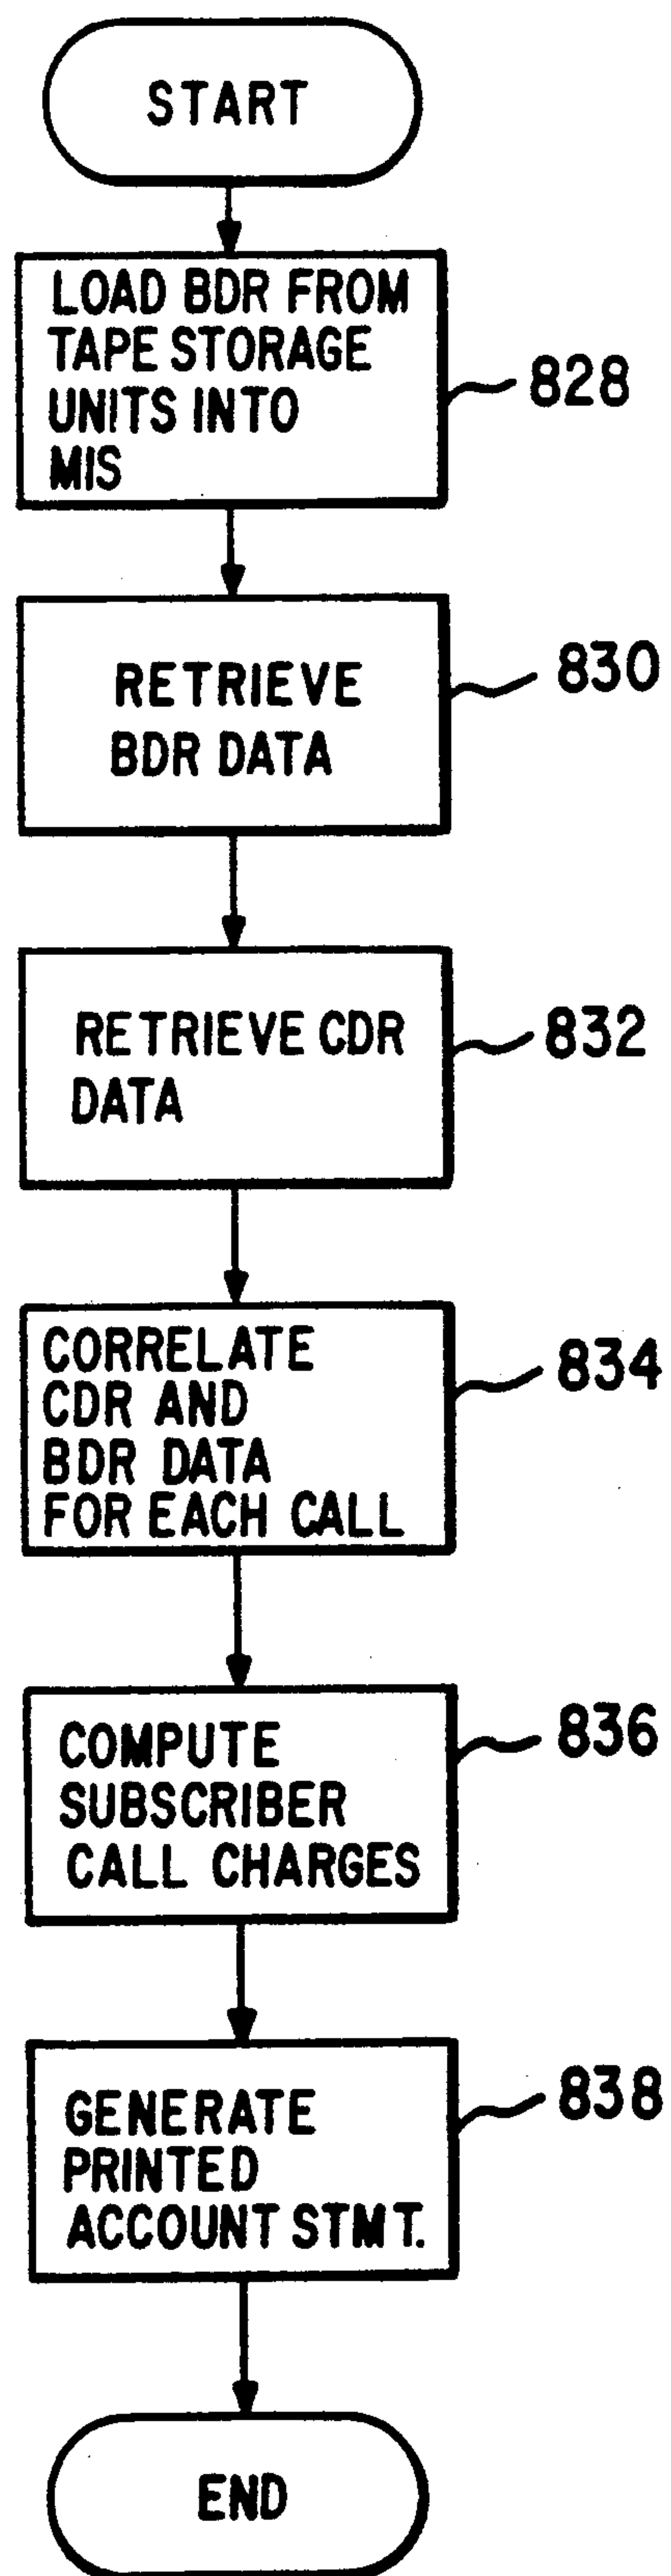 START
LOAD BDR FROM
TAPE STORAGE
UNITS INTO
MIS
828
RETRIEVE
BDR DATA
830
RETRIEVE CDR
DATA
832
CORRELATE
CDR AND
BDR DATA
FOR EACH CALL
834
COMPUTE
SUBSCRIBER
CALL CHARGES
836
GENERATE
PRINTED
ACCOUNT STMT.
838
END